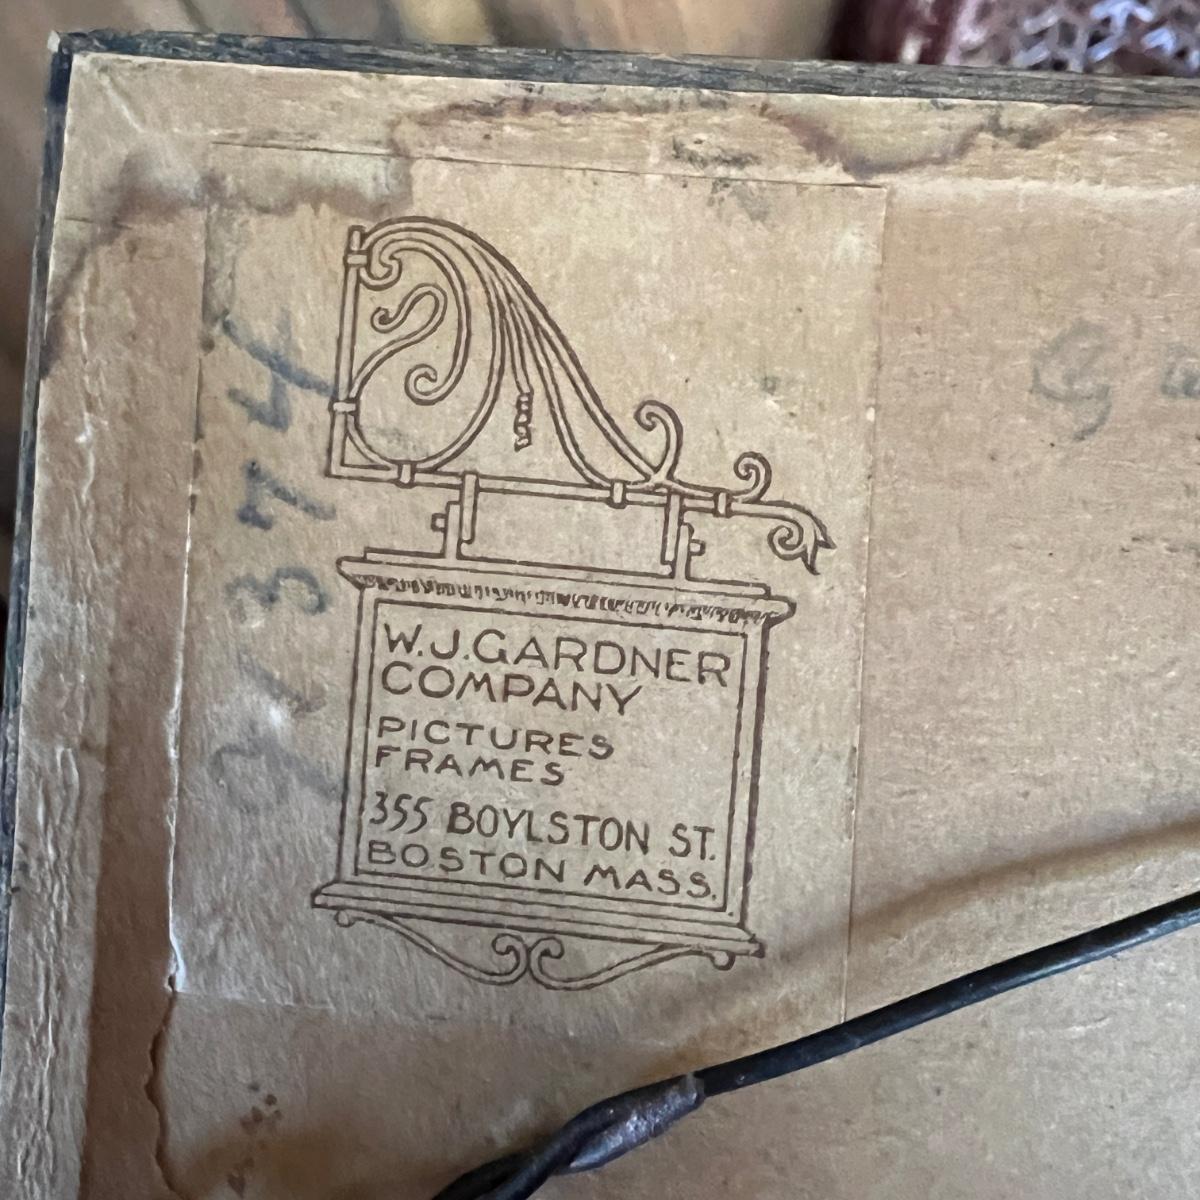 W.J.GARDNER
COMPANY
PICTURES
FRAMES
355 BOYLSTON ST.
BOSTON MASS.